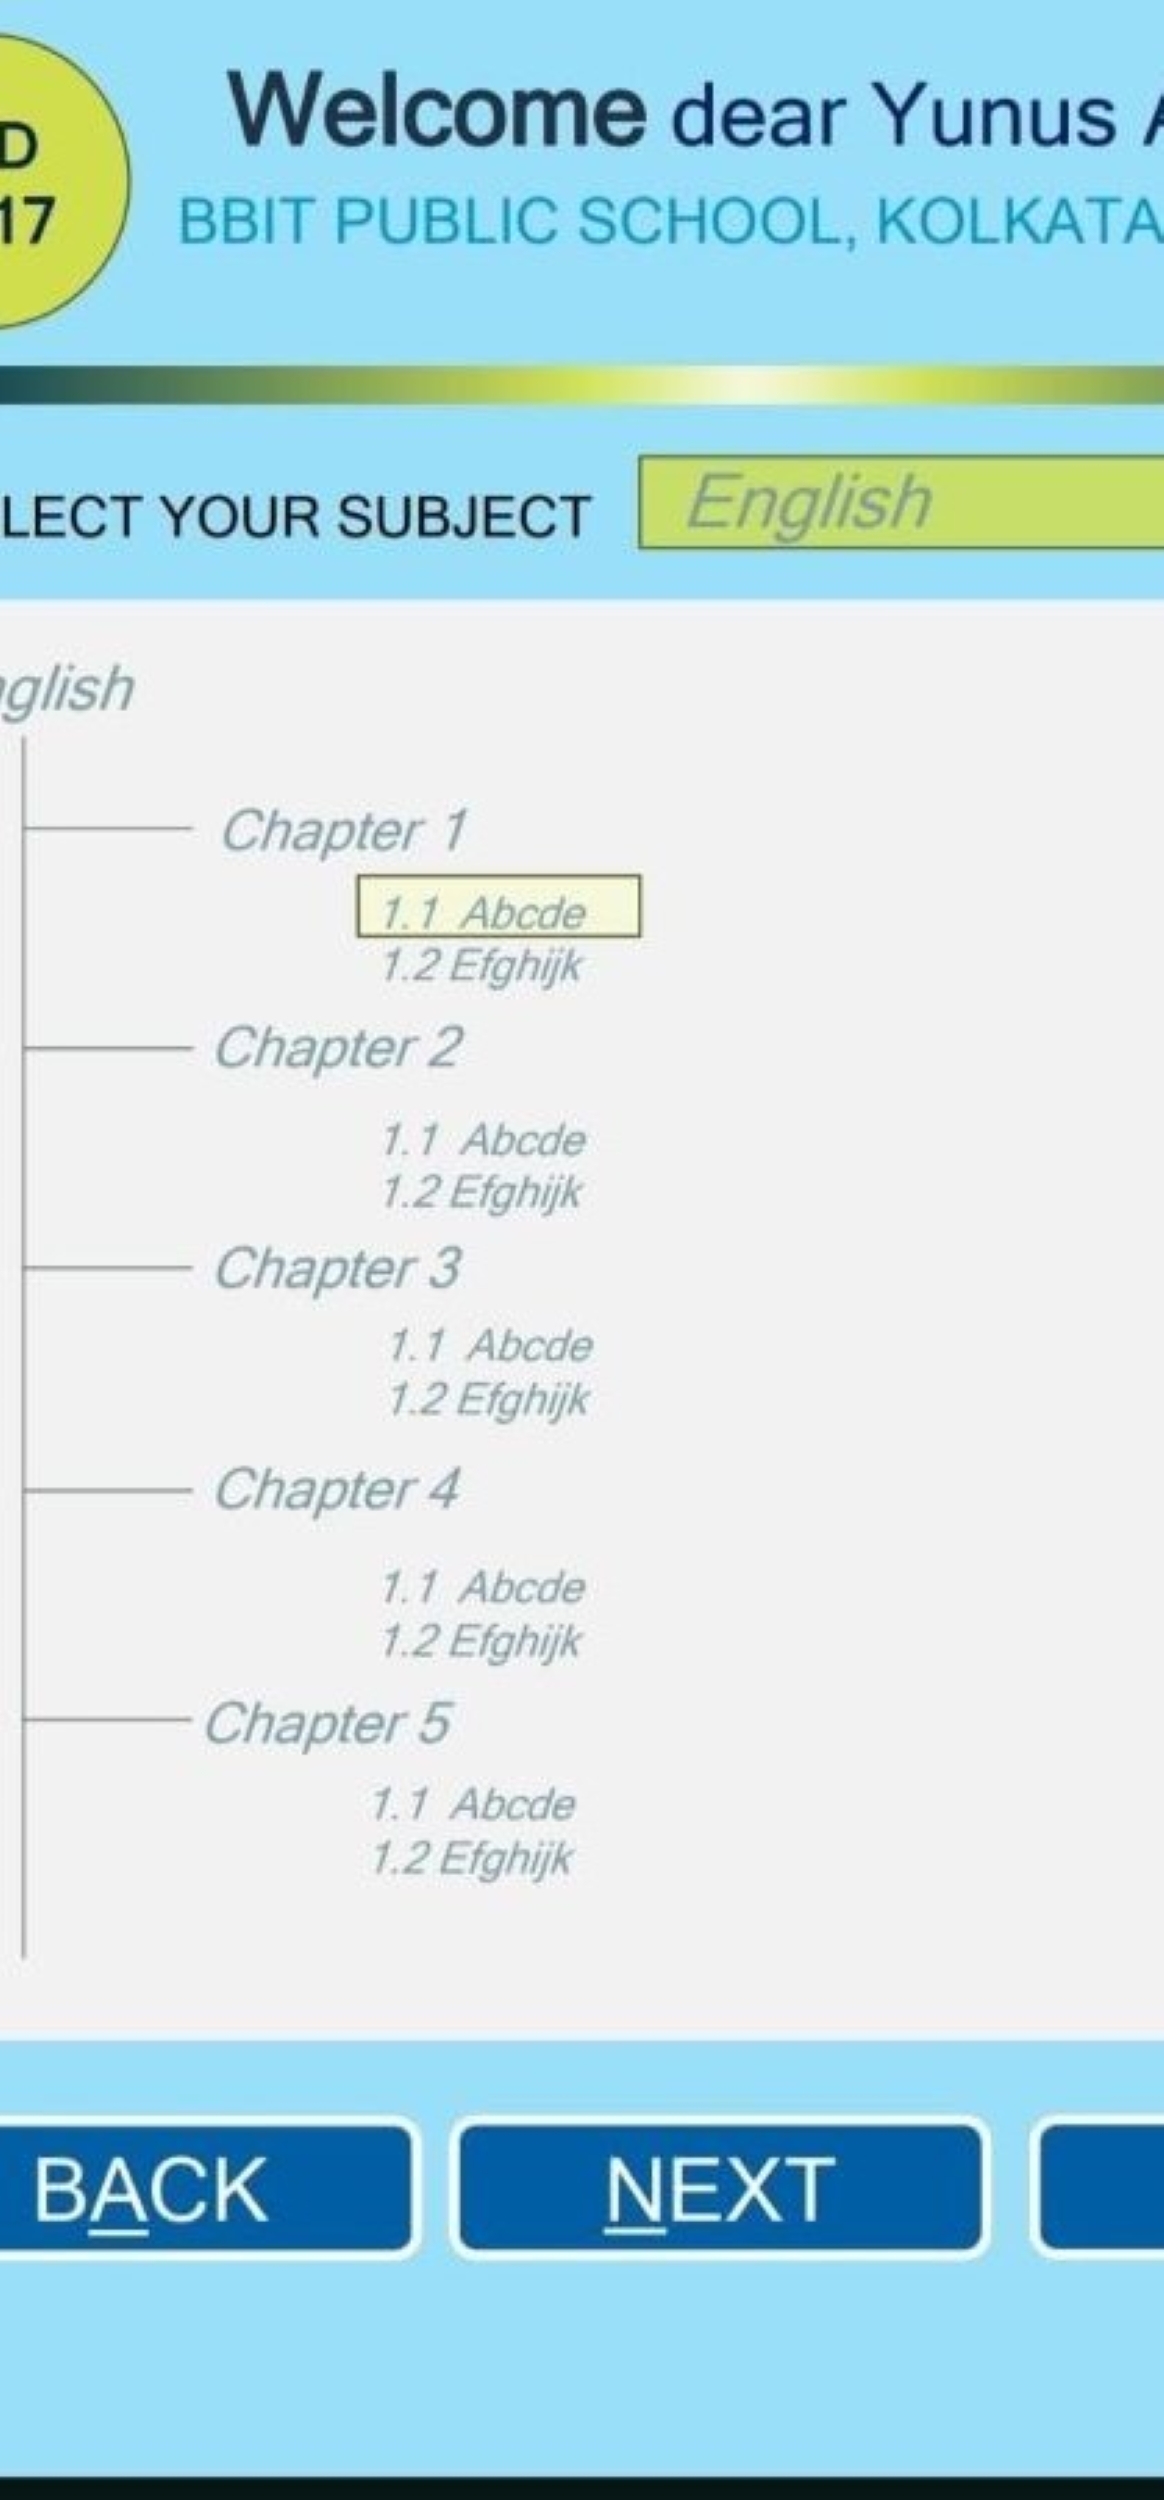 D
17
Welcome dear Yunus A
BBIT PUBLIC SCHOOL, KOLKATA
LECT YOUR SUBJECT
English
nglish
Chapter 1
1.1 Abcde
1.2 Efghijk
Chapter 2
1.1 Abcde
1.2 Efghijk
Chapter 3
1.1 Abcde
1.2 Efghijk
Chapter 4
1.1 Abcde
1.2 Efghijk
Chapter 5
1.1 Abcde
1.2 Efghijk
BACK
NEXT